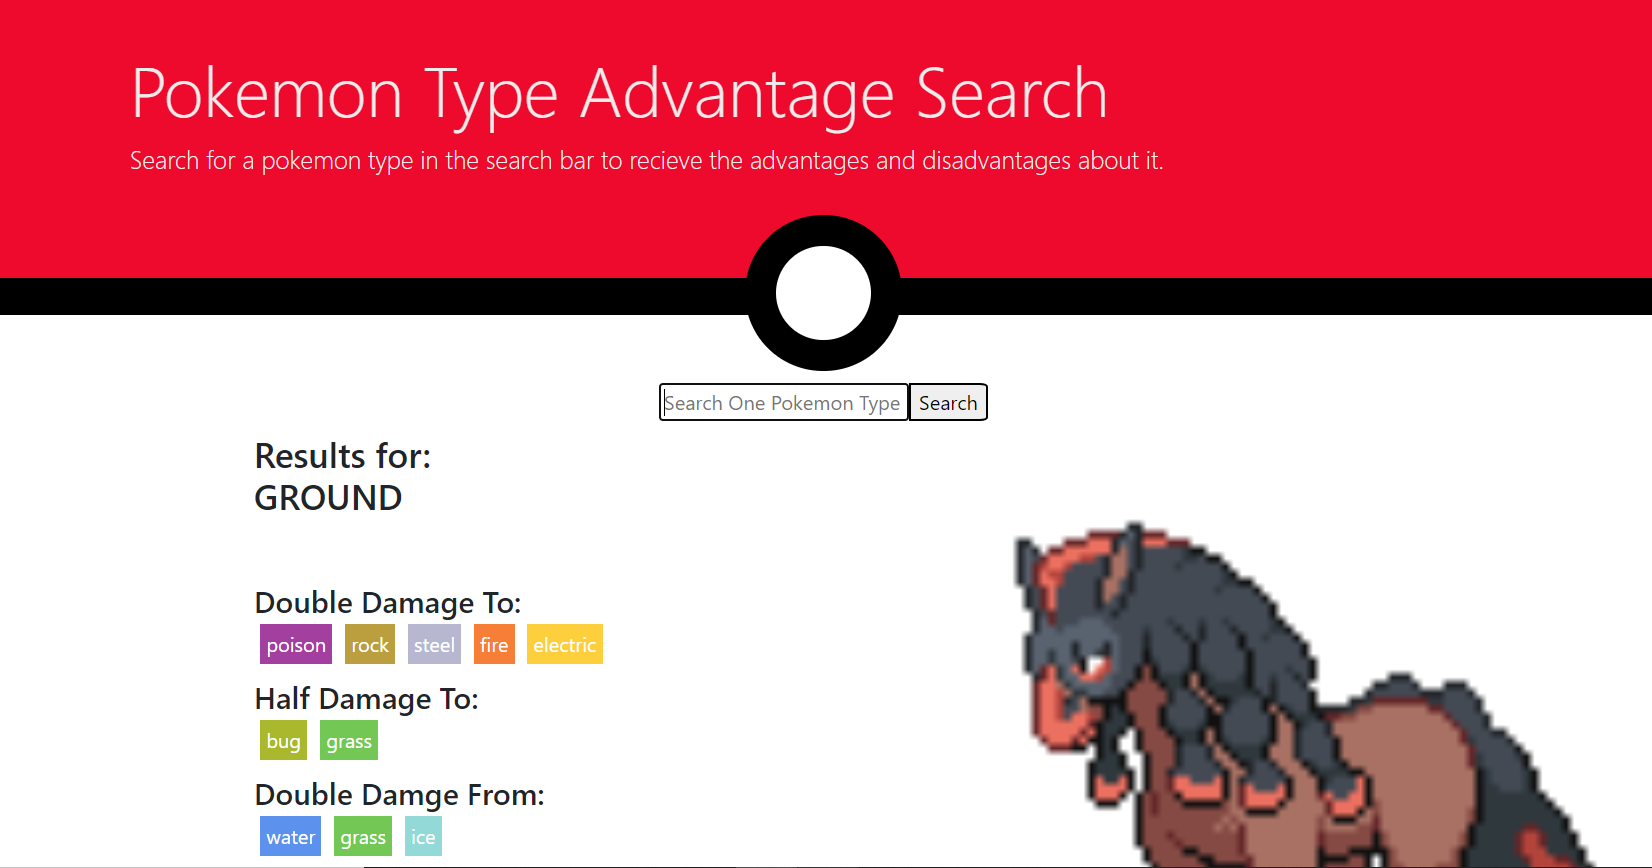 Pokemon Type Advantage Search
Search for a pokemon type in the search bar to recieve the advantages and disadvantages about it.
Search One Pokemon Type Search
Results for:
GROUND
Double Damage To:
poison rock steel fire electric
Half Damage To:
bug grass
Double Damge From:
water grass ice